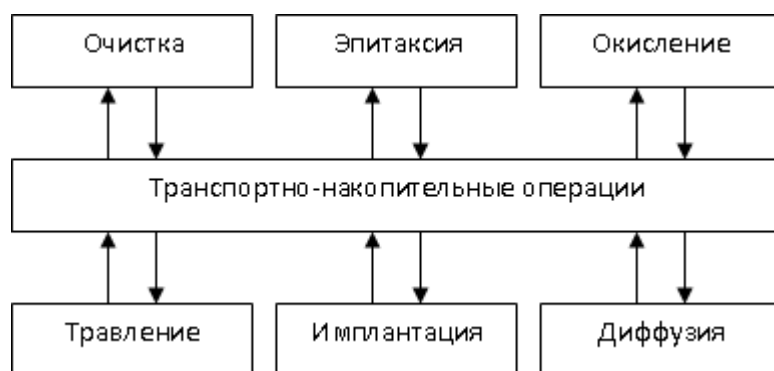 Очистка
Эпитаксия
Окисление
Транспортно-накопительные операции
Травление
Имплантация
Диффузия